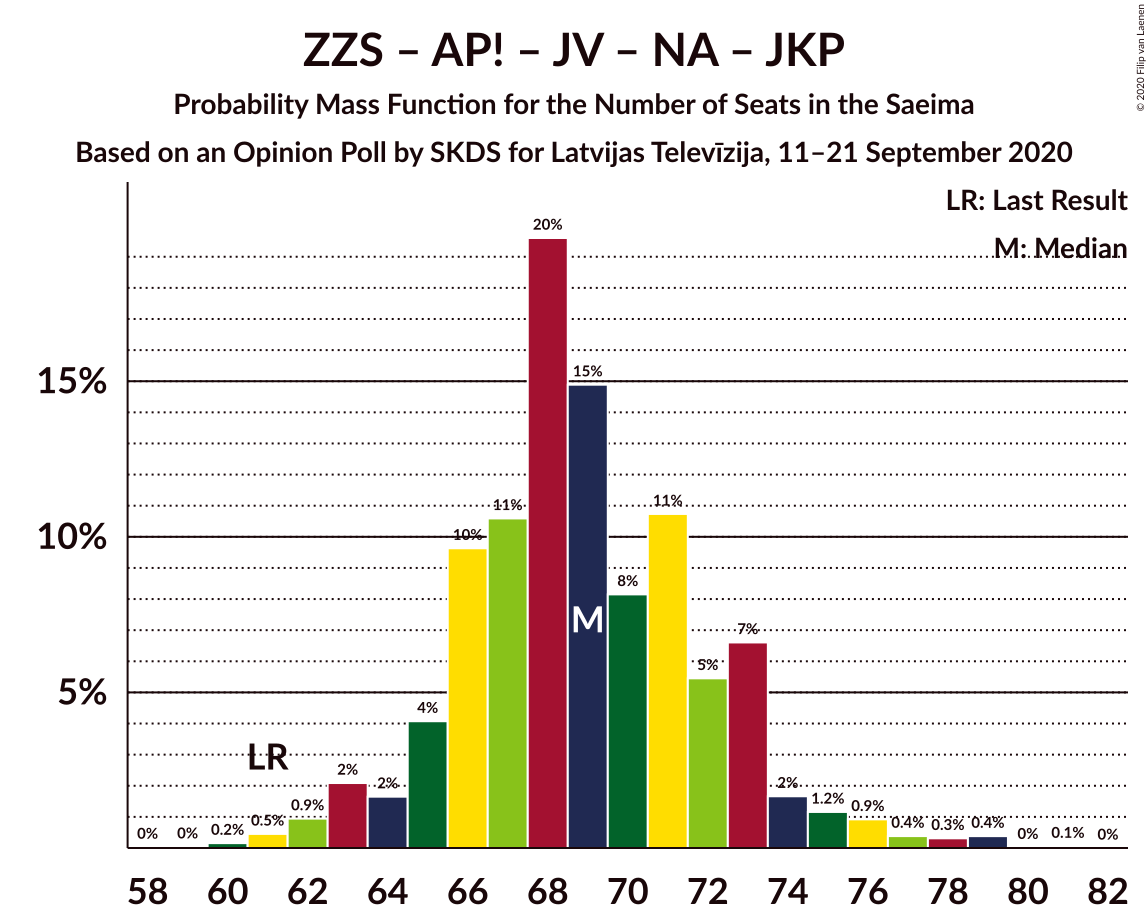 ZZS – AP! – JV – NA – JKP
Probability Mass Function for the Number of Seats in the Saeima
Based on an Opinion Poll by SKDS for Latvijas Televīzija, 11–21 September 2020
© 2020 Filip van Laenen
LR: Last Result
M: Median
15%
10%
5%
0% 0% 0.2% 0.5% 0.9% 2% 2% 4% 10% 11% 20% 15% 8% 11% 5% 7% 2% 1.2% 0.9% 0.4% 0.3% 0.4% 0% 0.1% 0%
LR
M
58 60 62 64 66 68 70 72 74 76 78 80 82